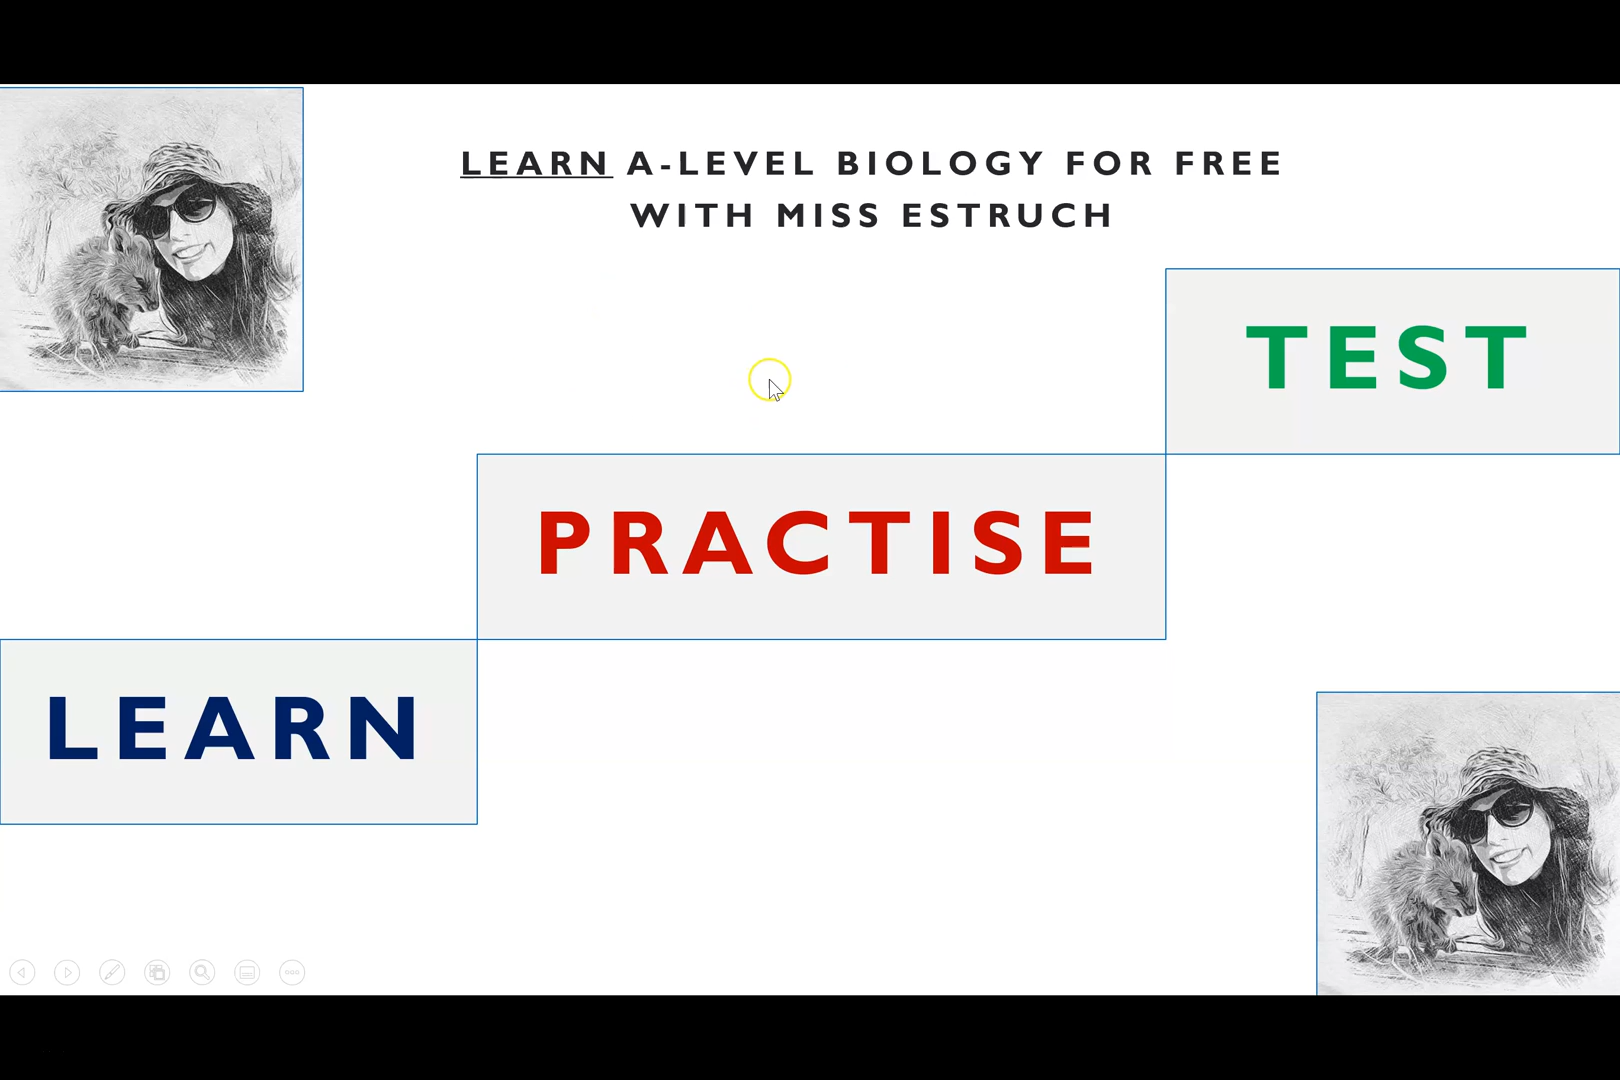 LEARN A-LEVEL BIOLOGY FOR FREE
WITH MISS ESTRUCH
TEST
PRACTISE
LEARN